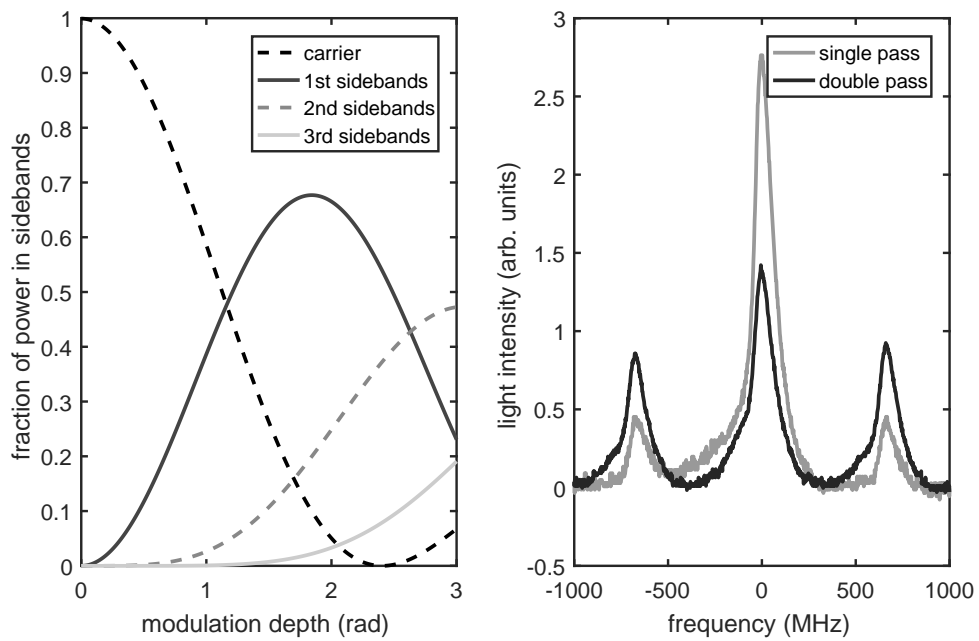 fraction of power in sidebands
1
0.9
0.8
0.7
0.6
0.5
0.4
0.3
0.2
0.1
0
carrier
1st sidebands
2nd sidebands
3rd sidebands
0 1 2 3
modulation depth (rad)
light intensity (arb. units)
3
2.5
2
1.5
1
0.5
0
-0.5
single pass
double pass
-1000 -500 0 500 1000
frequency (MHz)